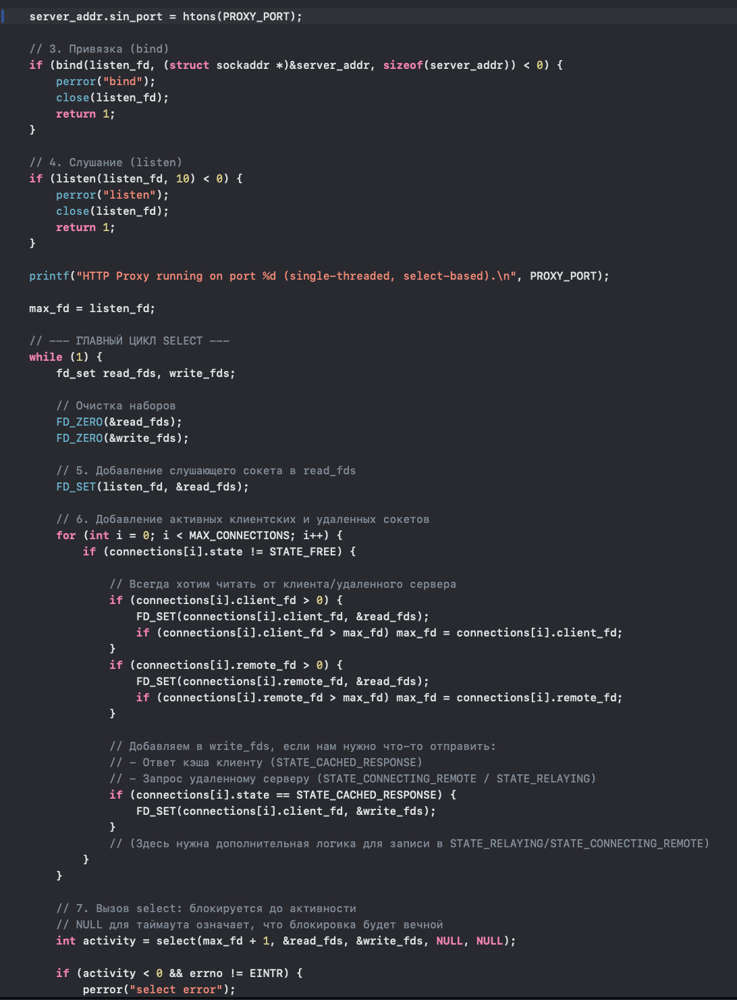 server_addr.sin_port = htons(PROXY_PORT);
// 3. Привязка (bind)
if (bind(listen_fd, (struct sockaddr *)&server_addr, sizeof(server_addr)) < 0) {
perror("bind");
close(listen_fd);
return 1;
}
// 4. Слушание (listen)
if (listen(listen_fd, 10) < 0) {
perror("listen");
close(listen_fd);
return 1;
}
printf("HTTP Proxy running on port %d (single-threaded, select-based).\n", PROXY_PORT);
max_fd = listen_fd;
// --- ГЛАВНЫЙ ЦИКЛ SELECT ---
while (1) {
fd_set read_fds, write_fds;
// Очистка наборов
FD_ZERO(&read_fds);
FD_ZERO(&write_fds);
// 5. Добавление слушающего сокета в read_fds
FD_SET(listen_fd, &read_fds);
// 6. Добавление активных клиентских и удаленных сокетов
for (int i = 0; i < MAX_CONNECTIONS; i++) {
if (connections[i].state != STATE_FREE) {
// Всегда хотим читать от клиента/удаленного сервера
if (connections[i].client_fd > 0) {
FD_SET(connections[i].client_fd, &read_fds);
if (connections[i].client_fd > max_fd) max_fd = connections[i].client_fd;
}
if (connections[i].remote_fd > 0) {
FD_SET(connections[i].remote_fd, &read_fds);
if (connections[i].remote_fd > max_fd) max_fd = connections[i].remote_fd;
}
// Добавляем в write_fds, если нам нужно что-то отправить:
// - Ответ кэша клиенту (STATE_CACHED_RESPONSE)
// - Запрос удаленному серверу (STATE_CONNECTING_REMOTE / STATE_RELAYING)
if (connections[i].state == STATE_CACHED_RESPONSE) {
FD_SET(connections[i].client_fd, &write_fds);
}
// (Здесь нужна дополнительная логика для записи в STATE_RELAYING/STATE_CONNECTING_REMOTE)
}
}
// 7. Вызов select: блокируется до активности
// NULL для таймаута означает, что блокировка будет вечной
int activity = select(max_fd + 1, &read_fds, &write_fds, NULL, NULL);
if (activity < 0 && errno != EINTR) {
perror("select error");